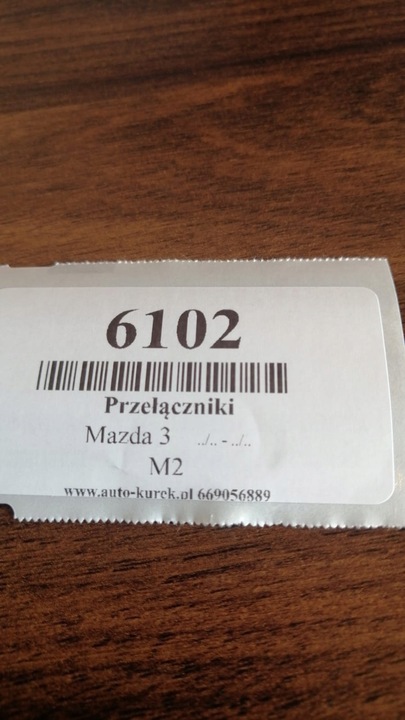 6102
Przełączniki
Mazda 3 ../.. - ../..
M2
www.auto-kurek.pl 669056889